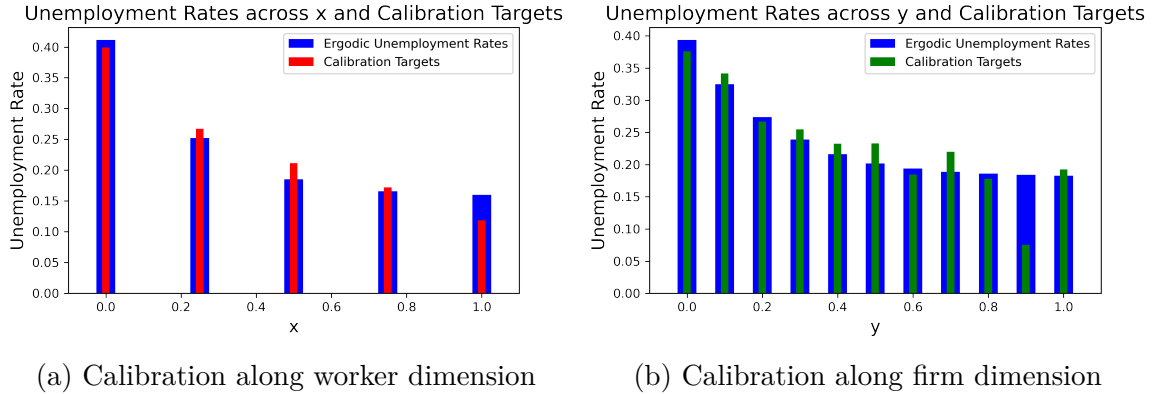 Unemployment Rates across x and Calibration Targets
Unemployment Rate
0.40
0.35
0.30
0.25
0.20
0.15
0.10
0.05
0.00
Ergodic Unemployment Rates
Calibration Targets
0.0 0.2 0.4 0.6 0.8 1.0
x
(a) Calibration along worker dimension
Unemployment Rates across y and Calibration Targets
Unemployment Rate
0.40
0.35
0.30
0.25
0.20
0.15
0.10
0.05
0.00
Ergodic Unemployment Rates
Calibration Targets
0.0 0.2 0.4 0.6 0.8 1.0
y
(b) Calibration along firm dimension